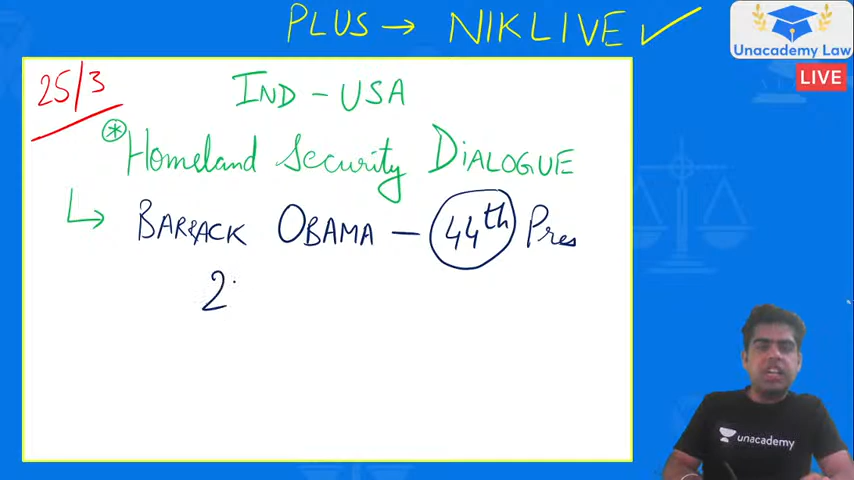 PLUS → NIKLIVE ✓
Unacademy Law
LIVE
25/3
IND - USA
* Homeland Security DIALOGUE
↳ BARRACK OBAMA - 44th Pres
2
unacademy